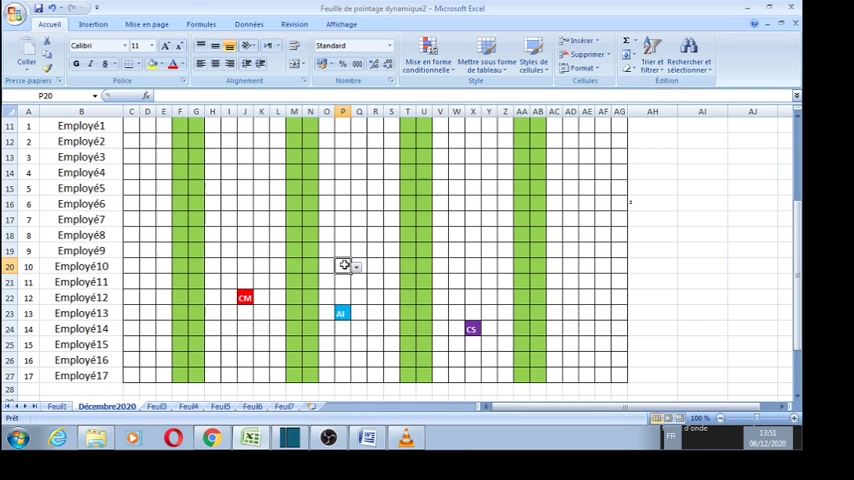 Feuille de pointage dynamique2 - Microsoft Excel
Accueil Insertion Mise en page Formules Données Révision Affichage
Coller Calibri 11 Standard Mise en forme conditionnelle Mettre sous forme de tableau Styles de cellules Insérer Supprimer Format Trier et filtrer Rechercher et sélectionner
G I S % 000
Presse-papiers Police Alignement Nombre Style Cellules Édition
P20 fx
A B C D E F G H I J K L M N O P Q R S T U V W X Y Z AA AB AC AD AE AF AG AH AI AJ
11 1 Employé1
12 2 Employé2
13 3 Employé3
14 4 Employé4
15 5 Employé5
16 6 Employé6 ²
17 7 Employé7
18 8 Employé8
19 9 Employé9
20 10 Employé10
21 11 Employé11
22 12 Employé12 CM
23 13 Employé13 AI
24 14 Employé14 CS
25 15 Employé15
26 16 Employé16
27 17 Employé17
28
Feuil1 Décembre2020 Feuil3 Feuil4 Feuil5 Feuil6 Feuil7
Prêt 100 %
d'onde
FR 13:51
06/12/2020